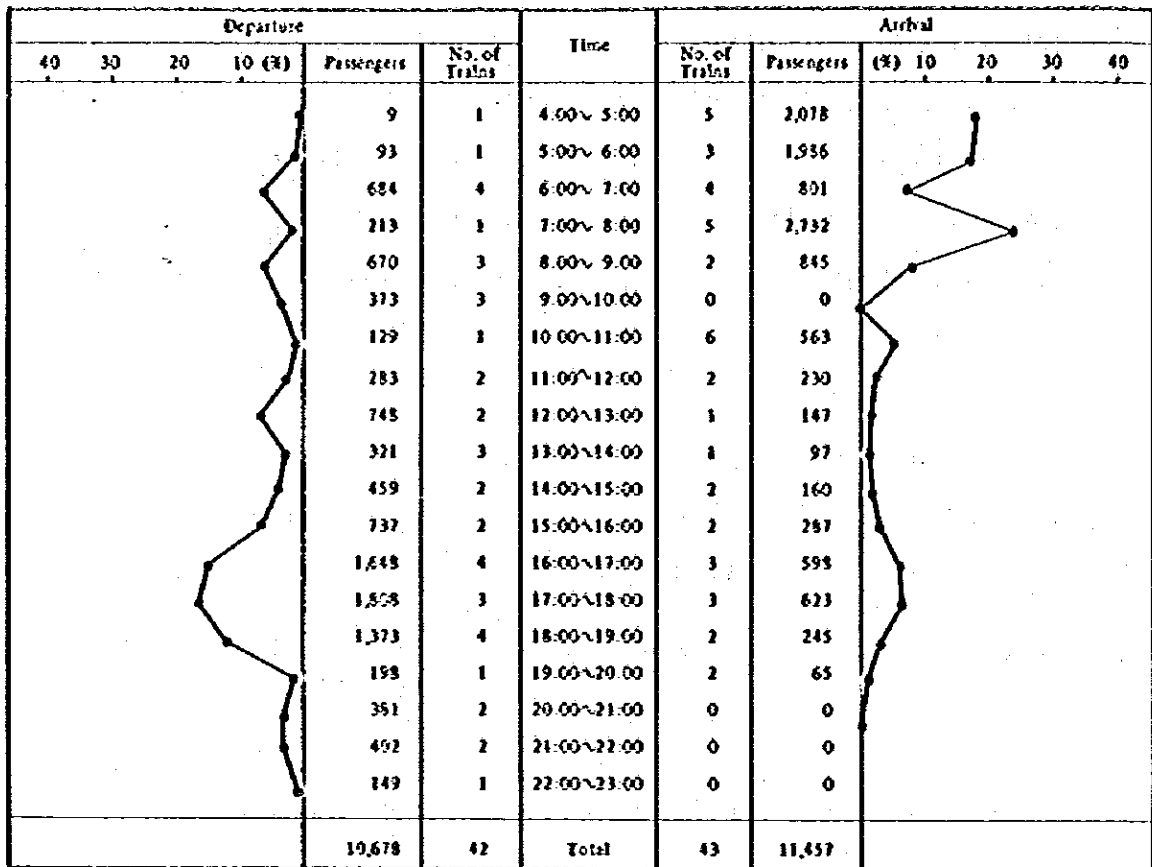 Departure Time Arrival
40 30 20 10 (%) Passengers No. of Trains No. of Trains Passengers (%) 10 20 30 40
9 1 4:00~ 5:00 5 2,078
93 1 5:00~ 6:00 3
684 4 6:00~ 7:00 4 801
213 1 7:00~ 8:00 5 2,732
670 3 8:00~ 9:00 2 845
373 3 9:00~10:00 0 0
129 1 10:00~11:00 6 563
283 2 11:00~12:00 2 230
748 2 12:00~13:00 1 147
321 3 13:00~14:00 1 97
459 2 14:00~15:00 2 160
737 2 15:00~16:00 2 287
1,648 4 16:00~17:00 3 598
3 17:00~18:00 3 623
1,373 4 18:00~19:00 2 245
198 1 19:00~20:00 2 65
351 2 20:00~21:00 0 0
2 21:00~22:00 0 0
149 1 22:00~23:00 0 0
10,678 42 Total 43 11,457